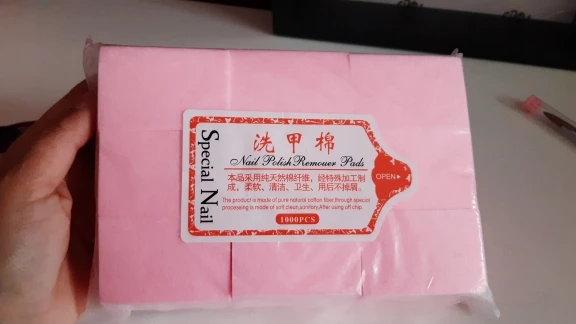 洗甲棉
Nail Polish Remouer Pads
Special Nail
本品采用纯天然棉纤维，经特殊加工制
成，柔软、清洁、卫生、用后不掉屑。
The product is made of pure natural cotton fiber,through special
processing is made of soft.clean,sanitary,After using off chip.
1000PCS
OPEN